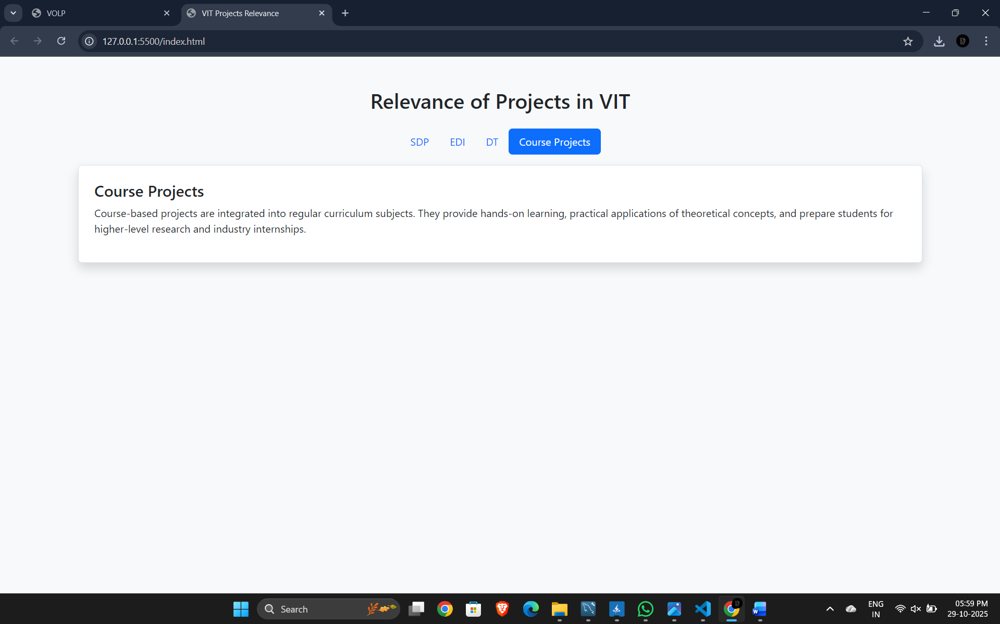 VOLP
VIT Projects Relevance
127.0.0.1:5500/index.html
Relevance of Projects in VIT
SDP EDI DT Course Projects
Course Projects
Course-based projects are integrated into regular curriculum subjects. They provide hands-on learning, practical applications of theoretical concepts, and prepare students for
higher-level research and industry internships.
Search
ENG
IN
05:59 PM
29-10-2025